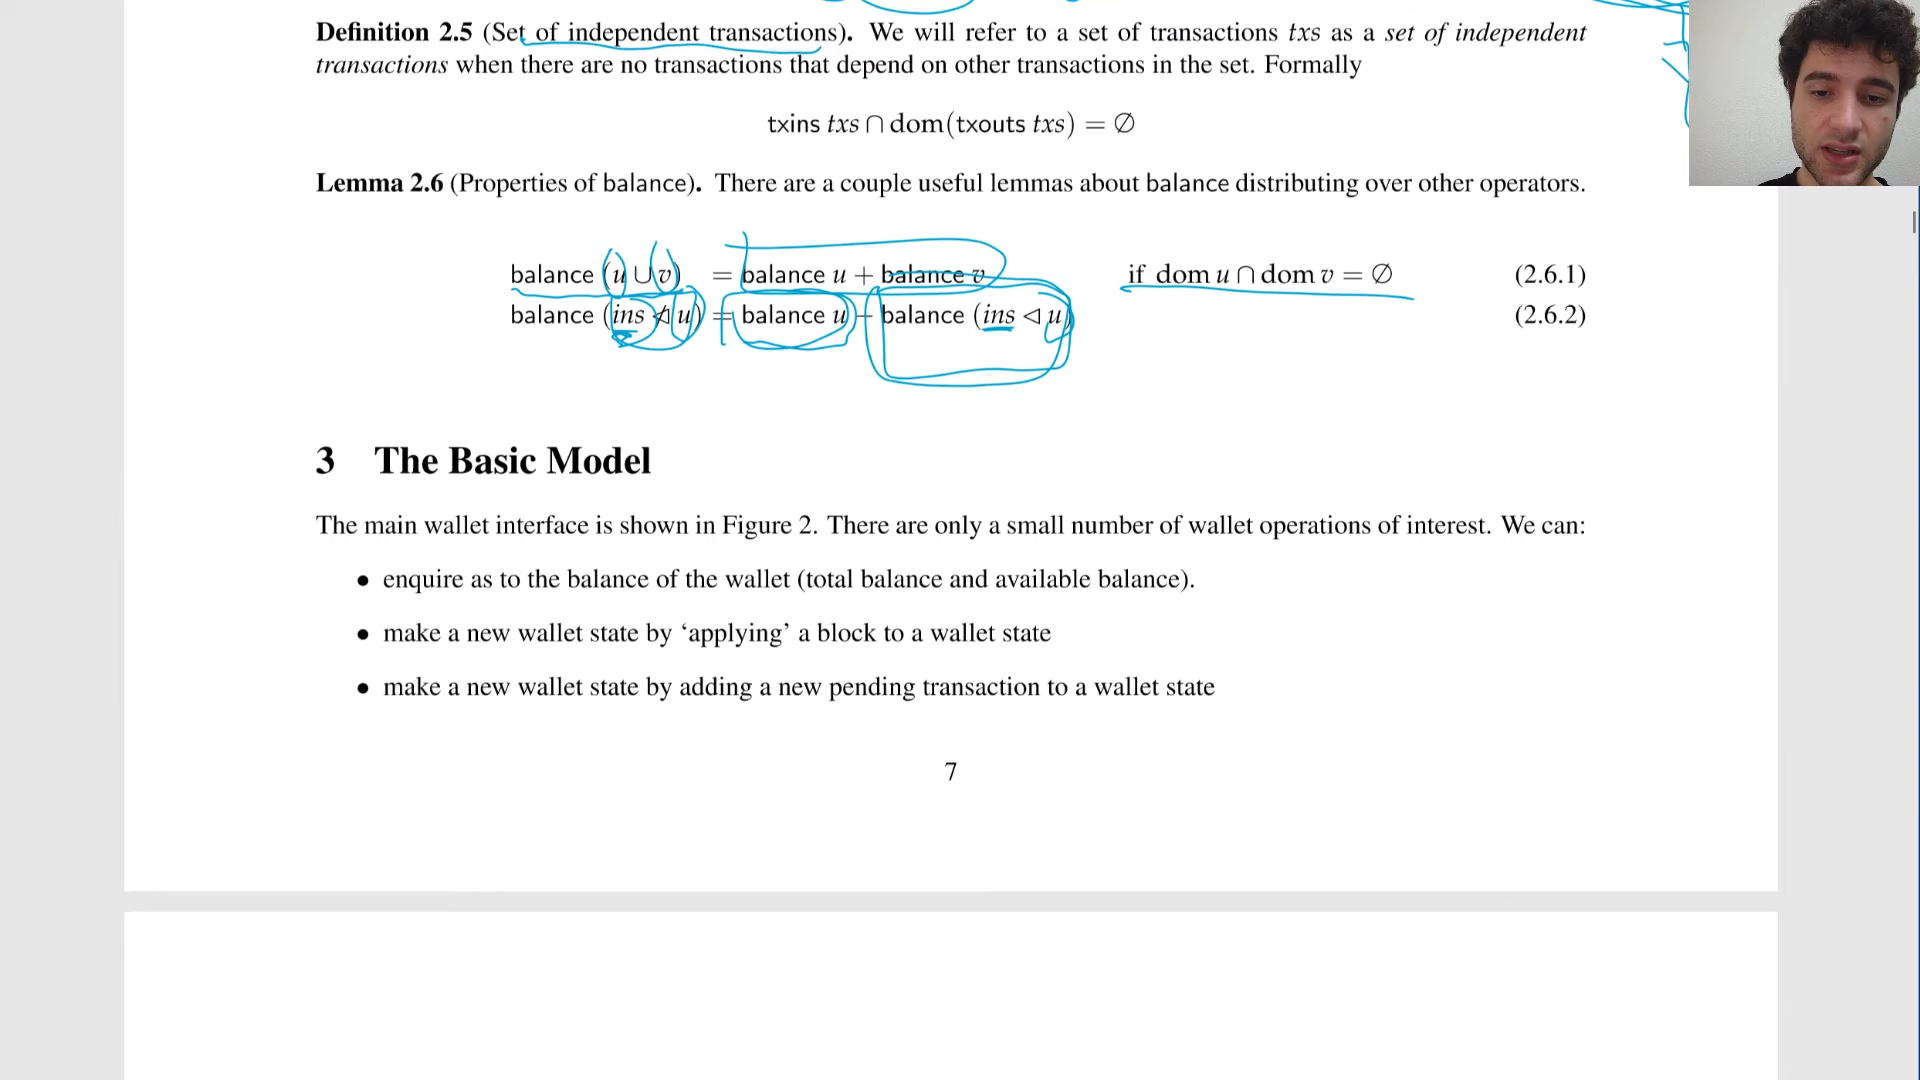 Definition 2.5 (Set of independent transactions). We will refer to a set of transactions txs as a set of independent
transactions when there are no transactions that depend on other transactions in the set. Formally
txins txs ∩ dom(txouts txs) = ∅
Lemma 2.6 (Properties of balance). There are a couple useful lemmas about balance distributing over other operators.
balance (u ∪ v) = balance u + balance v if dom u ∩ dom v = ∅ (2.6.1)
balance (ins ⋪ u) = balance u − balance (ins ◁ u) (2.6.2)
3 The Basic Model
The main wallet interface is shown in Figure 2. There are only a small number of wallet operations of interest. We can:
• enquire as to the balance of the wallet (total balance and available balance).
• make a new wallet state by ‘applying’ a block to a wallet state
• make a new wallet state by adding a new pending transaction to a wallet state
7